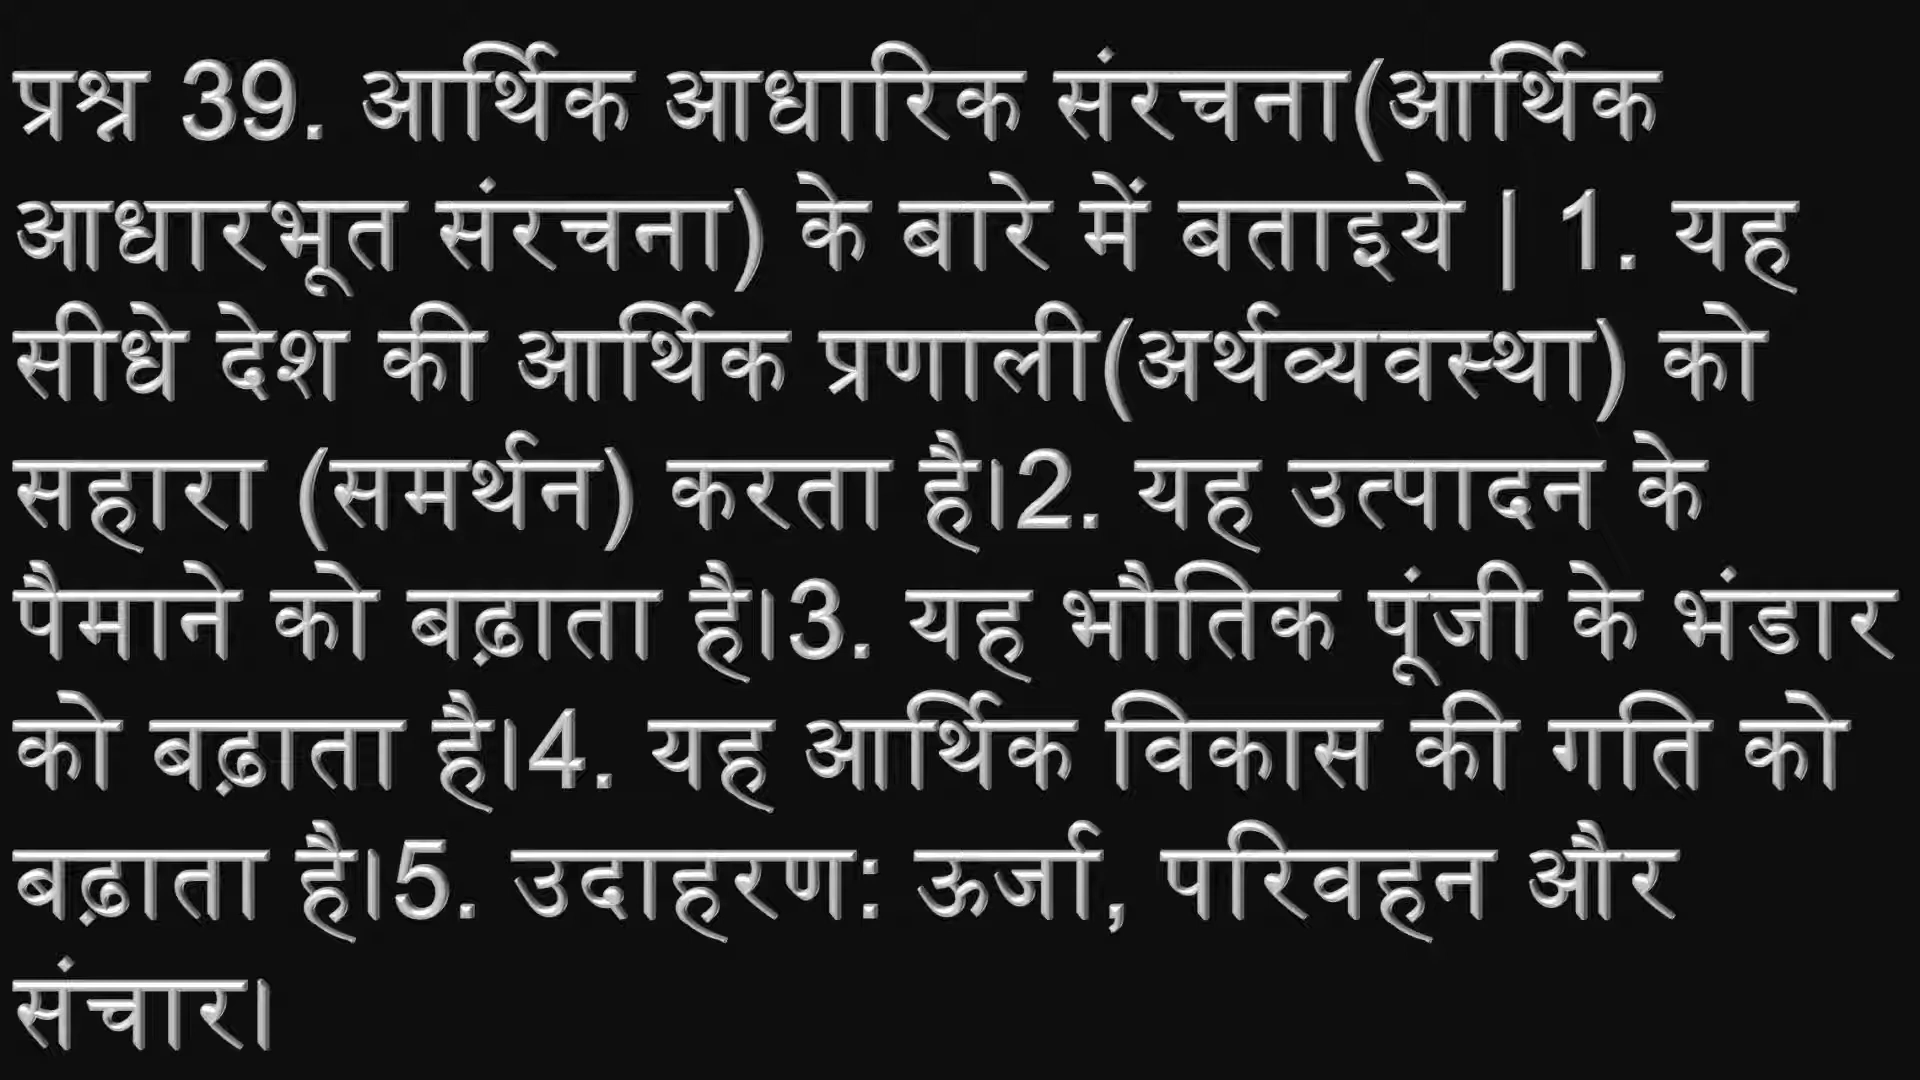 प्रश्न 39. आर्थिक आधारिक संरचना(आर्थिक
आधारभूत संरचना) के बारे में बताइये | 1. यह
सीधे देश की आर्थिक प्रणाली(अर्थव्यवस्था) को
सहारा (समर्थन) करता है।2. यह उत्पादन के
पैमाने को बढ़ाता है।3. यह भौतिक पूंजी के भंडार
को बढ़ाता है।4. यह आर्थिक विकास की गति को
बढ़ाता है।5. उदाहरण: ऊर्जा, परिवहन और
संचार।